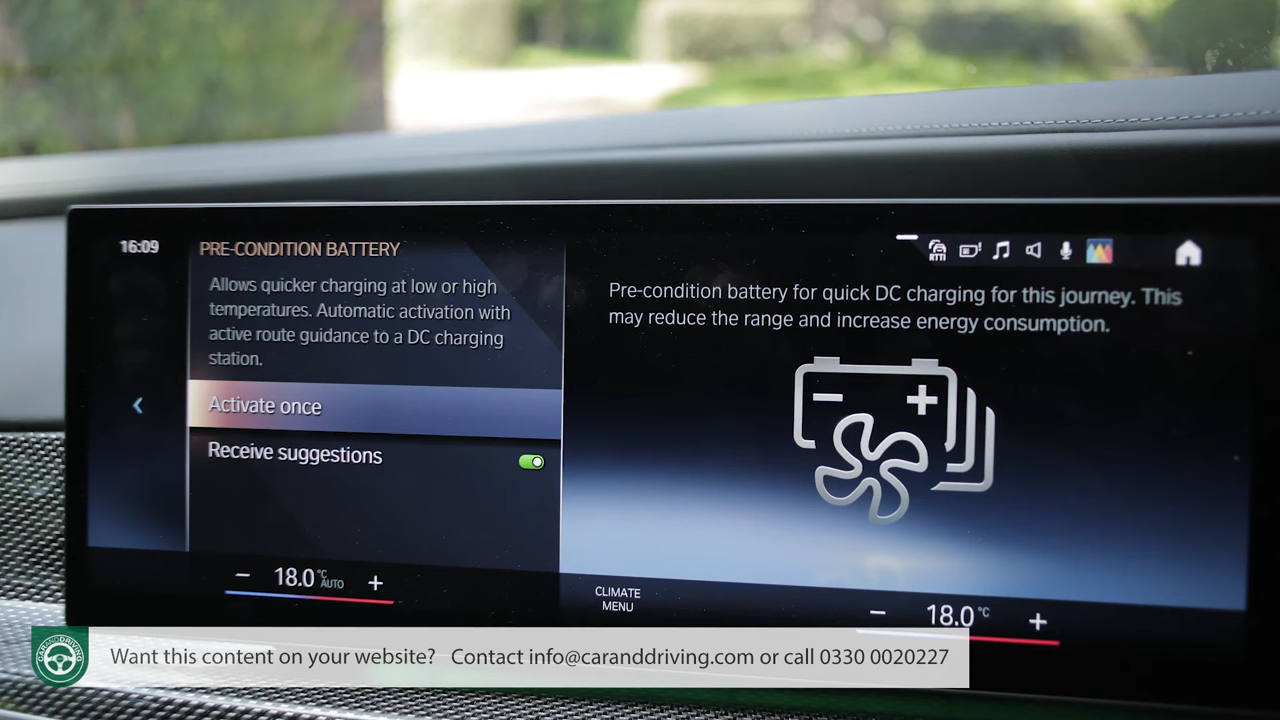 16:09
PRE-CONDITION BATTERY
Allows quicker charging at low or high
temperatures. Automatic activation with
active route guidance to a DC charging
station.
Activate once
Receive suggestions
RTTI
Pre-condition battery for quick DC charging for this journey. This
may reduce the range and increase energy consumption.
− 18.0 °C AUTO +
CLIMATE
MENU
− 18.0 °C +
CARANDDRIVING
Want this content on your website? Contact info@caranddriving.com or call 0330 0020227